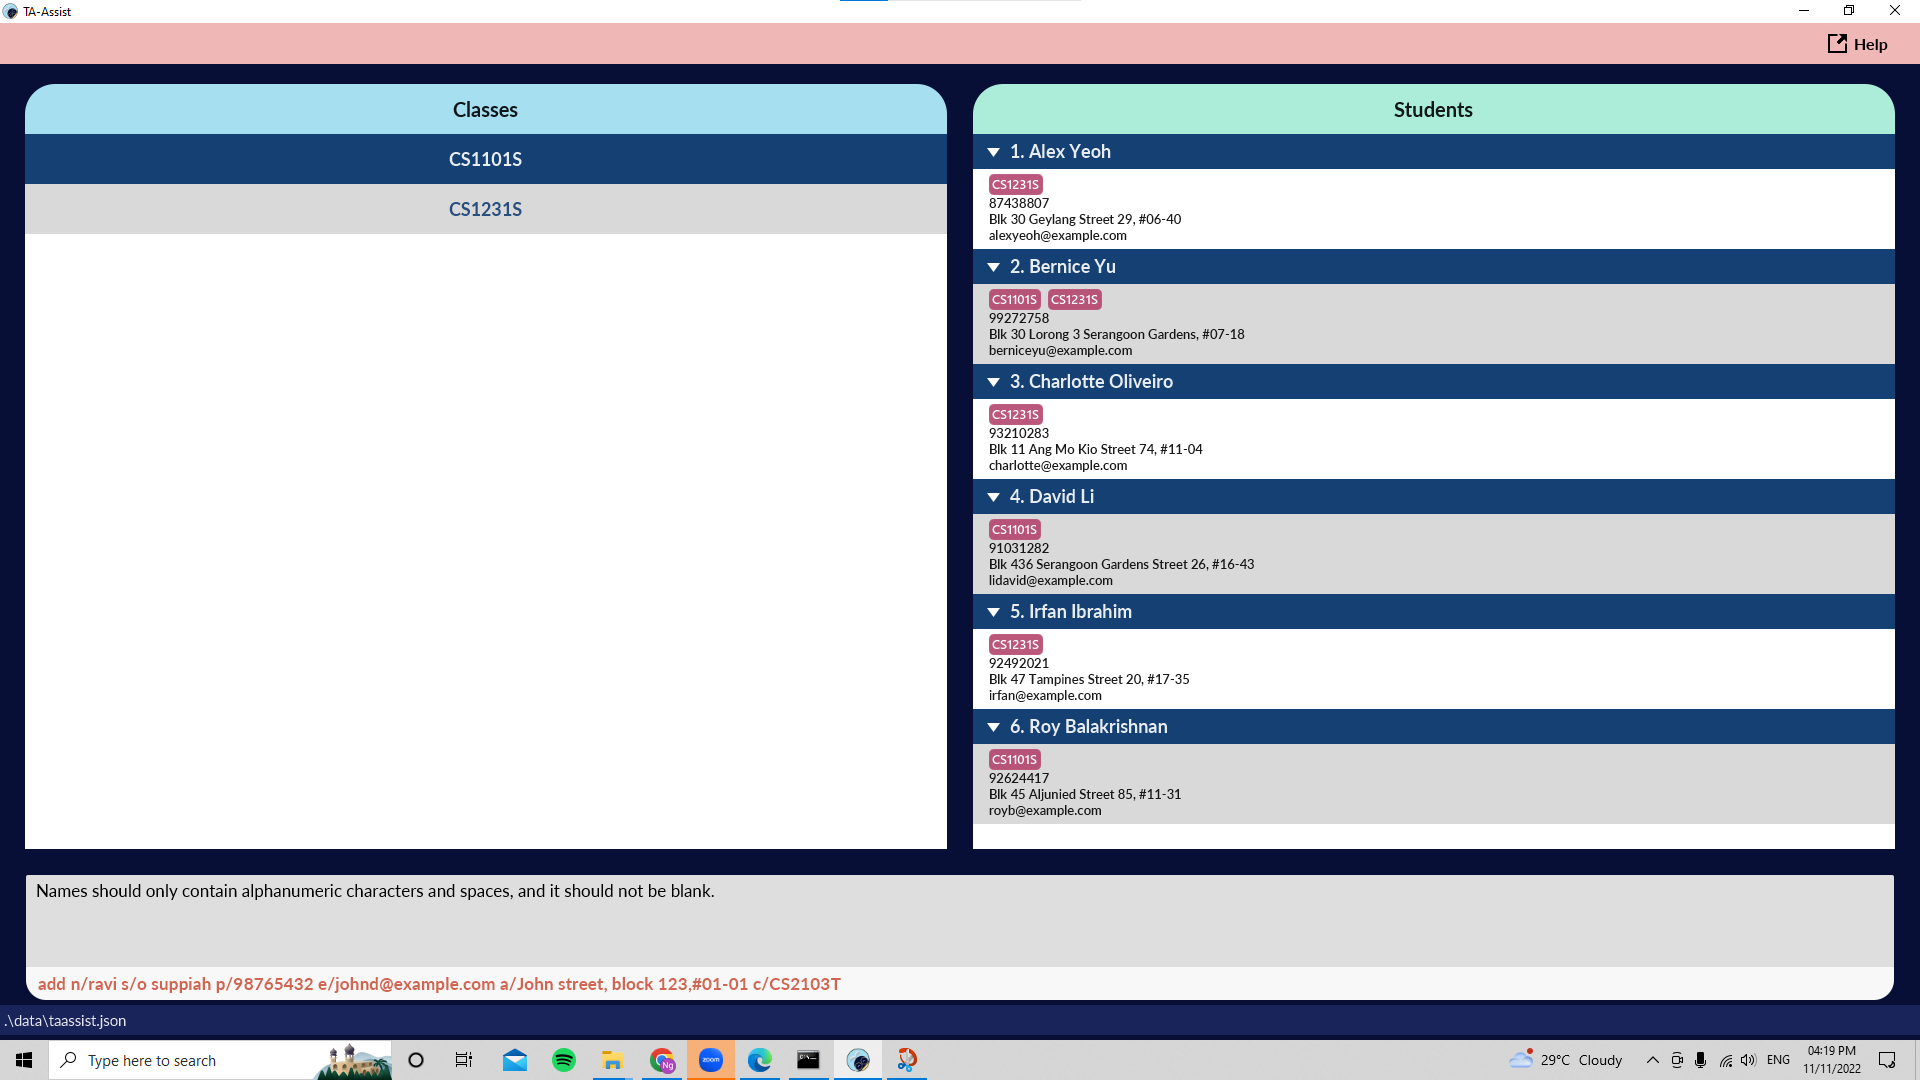 TA-Assist
Help
Classes
CS1101S
CS1231S
Students
1. Alex Yeoh
CS1231S
87438807
Blk 30 Geylang Street 29, #06-40
alexyeoh@example.com
2. Bernice Yu
CS1101S CS1231S
99272758
Blk 30 Lorong 3 Serangoon Gardens, #07-18
berniceyu@example.com
3. Charlotte Oliveiro
CS1231S
93210283
Blk 11 Ang Mo Kio Street 74, #11-04
charlotte@example.com
4. David Li
CS1101S
91031282
Blk 436 Serangoon Gardens Street 26, #16-43
lidavid@example.com
5. Irfan Ibrahim
CS1231S
92492021
Blk 47 Tampines Street 20, #17-35
irfan@example.com
6. Roy Balakrishnan
CS1101S
92624417
Blk 45 Aljunied Street 85, #11-31
royb@example.com
Names should only contain alphanumeric characters and spaces, and it should not be blank.
add n/ravi s/o suppiah p/98765432 e/johnd@example.com a/John street, block 123,#01-01 c/CS2103T
.\data\taassist.json
Type here to search
Ng
zoom
29°C Cloudy
ENG
04:19 PM
11/11/2022